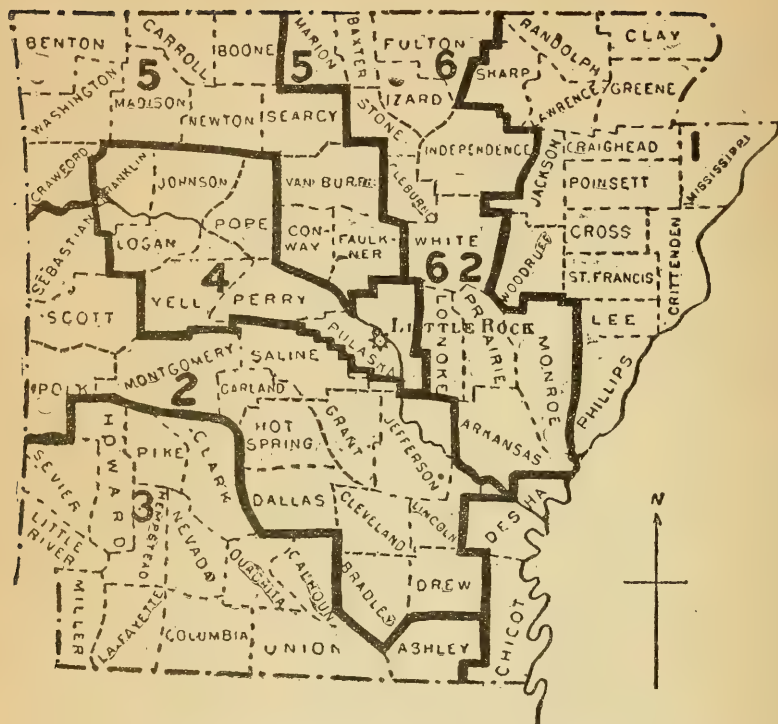 BENTON
CARROLL
BOONE
MARION
BAXTER
FULTON
RANDOLPH
CLAY
5
5
6
SHARP
WASHINGTON
MADISON
NEWTON
SEARCY
STONE
IZARD
LAWRENCE
GREENE
INDEPENDENCE
JACKSON
CRAIGHEAD
1
MISSISSIPPI
CRAWFORD
FRANKLIN
JOHNSON
VAN BUREN
CLEBURNE
POINSETT
SEBASTIAN
LOGAN
POPE
CON-
WAY
FAULK-
NER
WHITE
WOODRUFF
CROSS
CRITTENDEN
ST. FRANCIS
4
6 2
SCOTT
YELL
PERRY
PULASKI
LITTLE ROCK
LONOKE
PRAIRIE
LEE
MONROE
PHILLIPS
POLK
MONTGOMERY
SALINE
2
GARLAND
HOT
SPRING
GRANT
JEFFERSON
ARKANSAS
HOWARD
PIKE
CLARK
SEVIER
DALLAS
CLEVELAND
LINCOLN
DESHA
N
LITTLE
RIVER
3
HEMPSTEAD
NEVADA
OUACHITA
CALHOUN
BRADLEY
DREW
MILLER
LA FAYETTE
COLUMBIA
UNION
ASHLEY
CHICOT